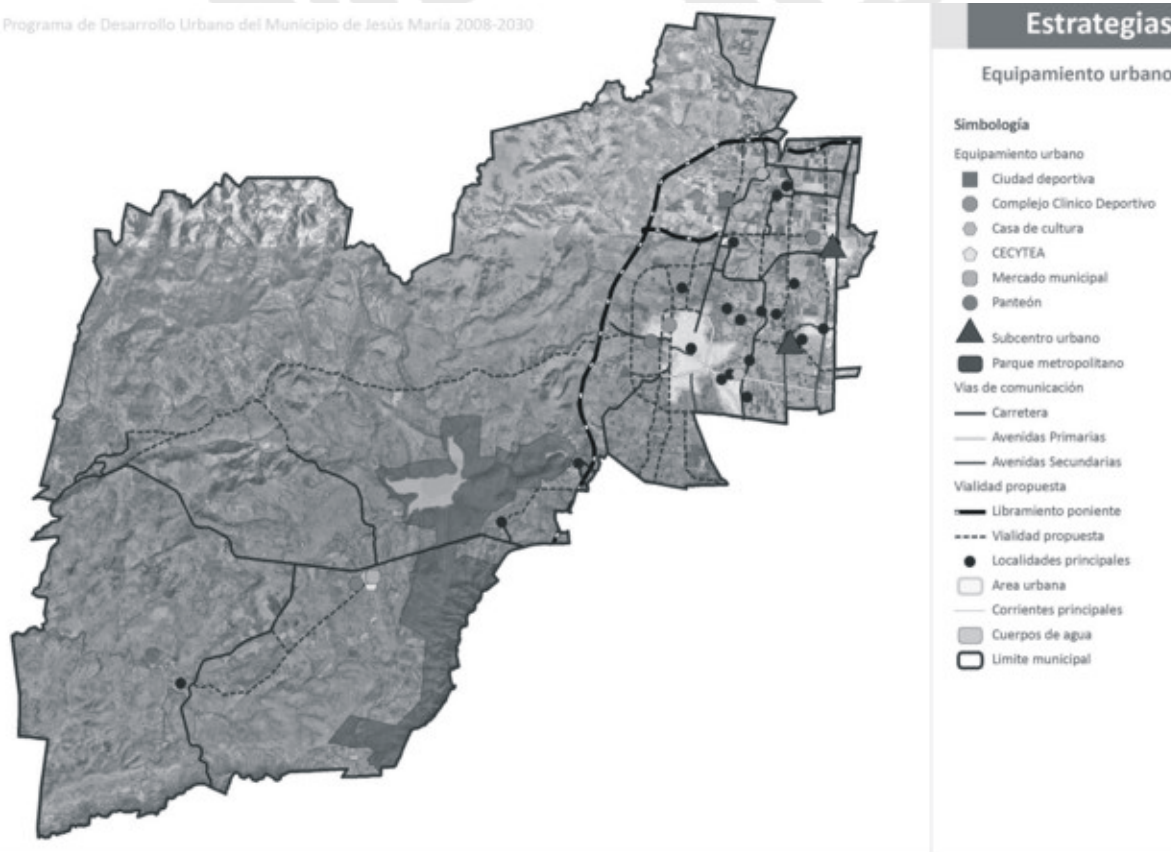 Programa de Desarrollo Urbano del Municipio de Jesús María 2008-2030
Estrategias
Equipamiento urbano
Simbología
Equipamiento urbano
Ciudad deportiva
Complejo Clinico Deportivo
Casa de cultura
CECYTEA
Mercado municipal
Panteón
Subcentro urbano
Parque metropolitano
Vias de comunicación
Carretera
Avenidas Primarias
Avenidas Secundarias
Vialidad propuesta
Libramiento poniente
Vialidad propuesta
Localidades principales
Area urbana
Corrientes principales
Cuerpos de agua
Limite municipal